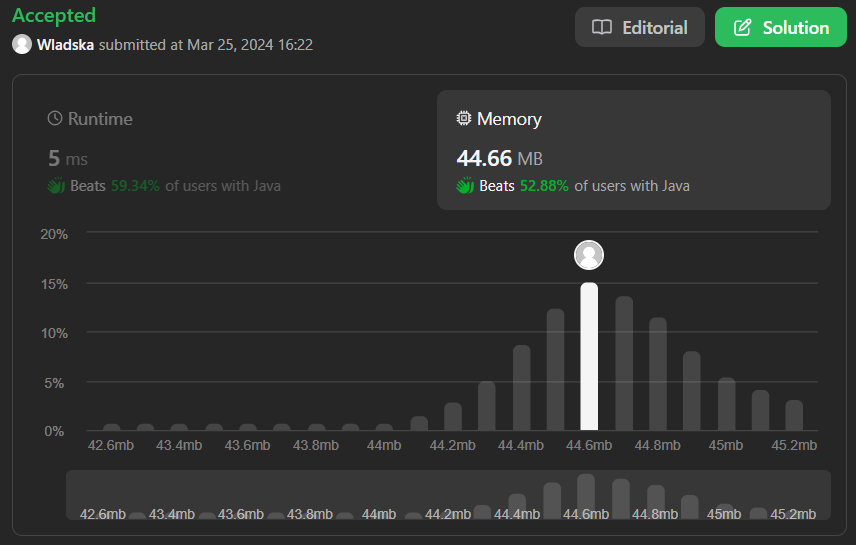 Accepted
Editorial
Solution
Wladska submitted at Mar 25, 2024 16:22
Runtime
5 ms
Beats 59.34% of users with Java
Memory
44.66 MB
Beats 52.88% of users with Java
20%
15%
10%
5%
0%
42.6mb 43.4mb 43.6mb 43.8mb 44mb 44.2mb 44.4mb 44.6mb 44.8mb 45mb 45.2mb
42.6mb 43.4mb 43.6mb 43.8mb 44mb 44.2mb 44.4mb 44.6mb 44.8mb 45mb 45.2mb